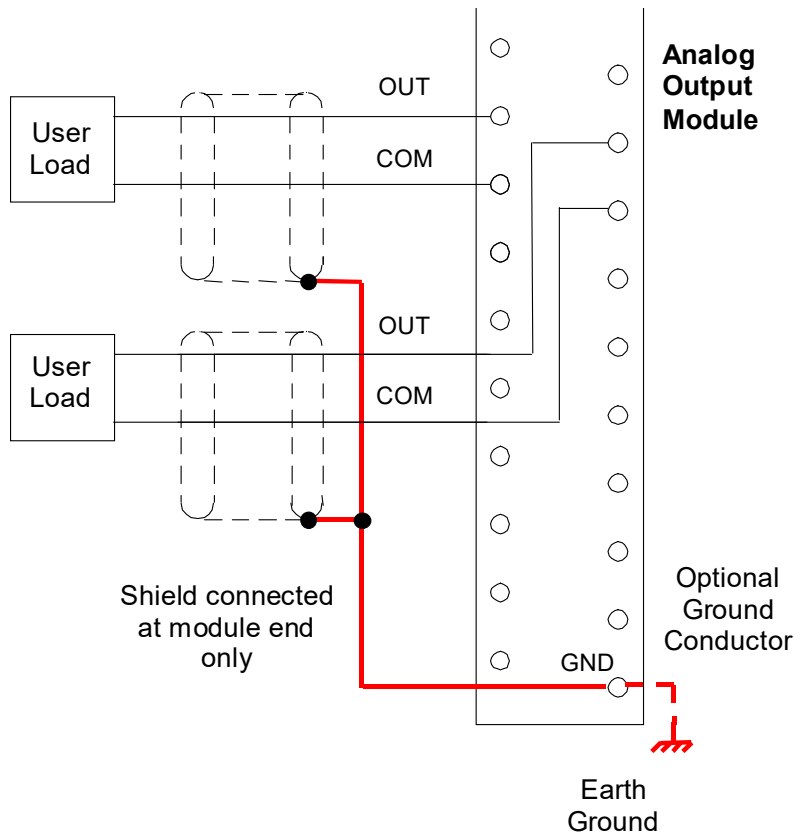 Analog
Output
Module
OUT
User
Load
COM
OUT
User
Load
COM
Shield connected
at module end
only
Optional
Ground
Conductor
GND
Earth
Ground